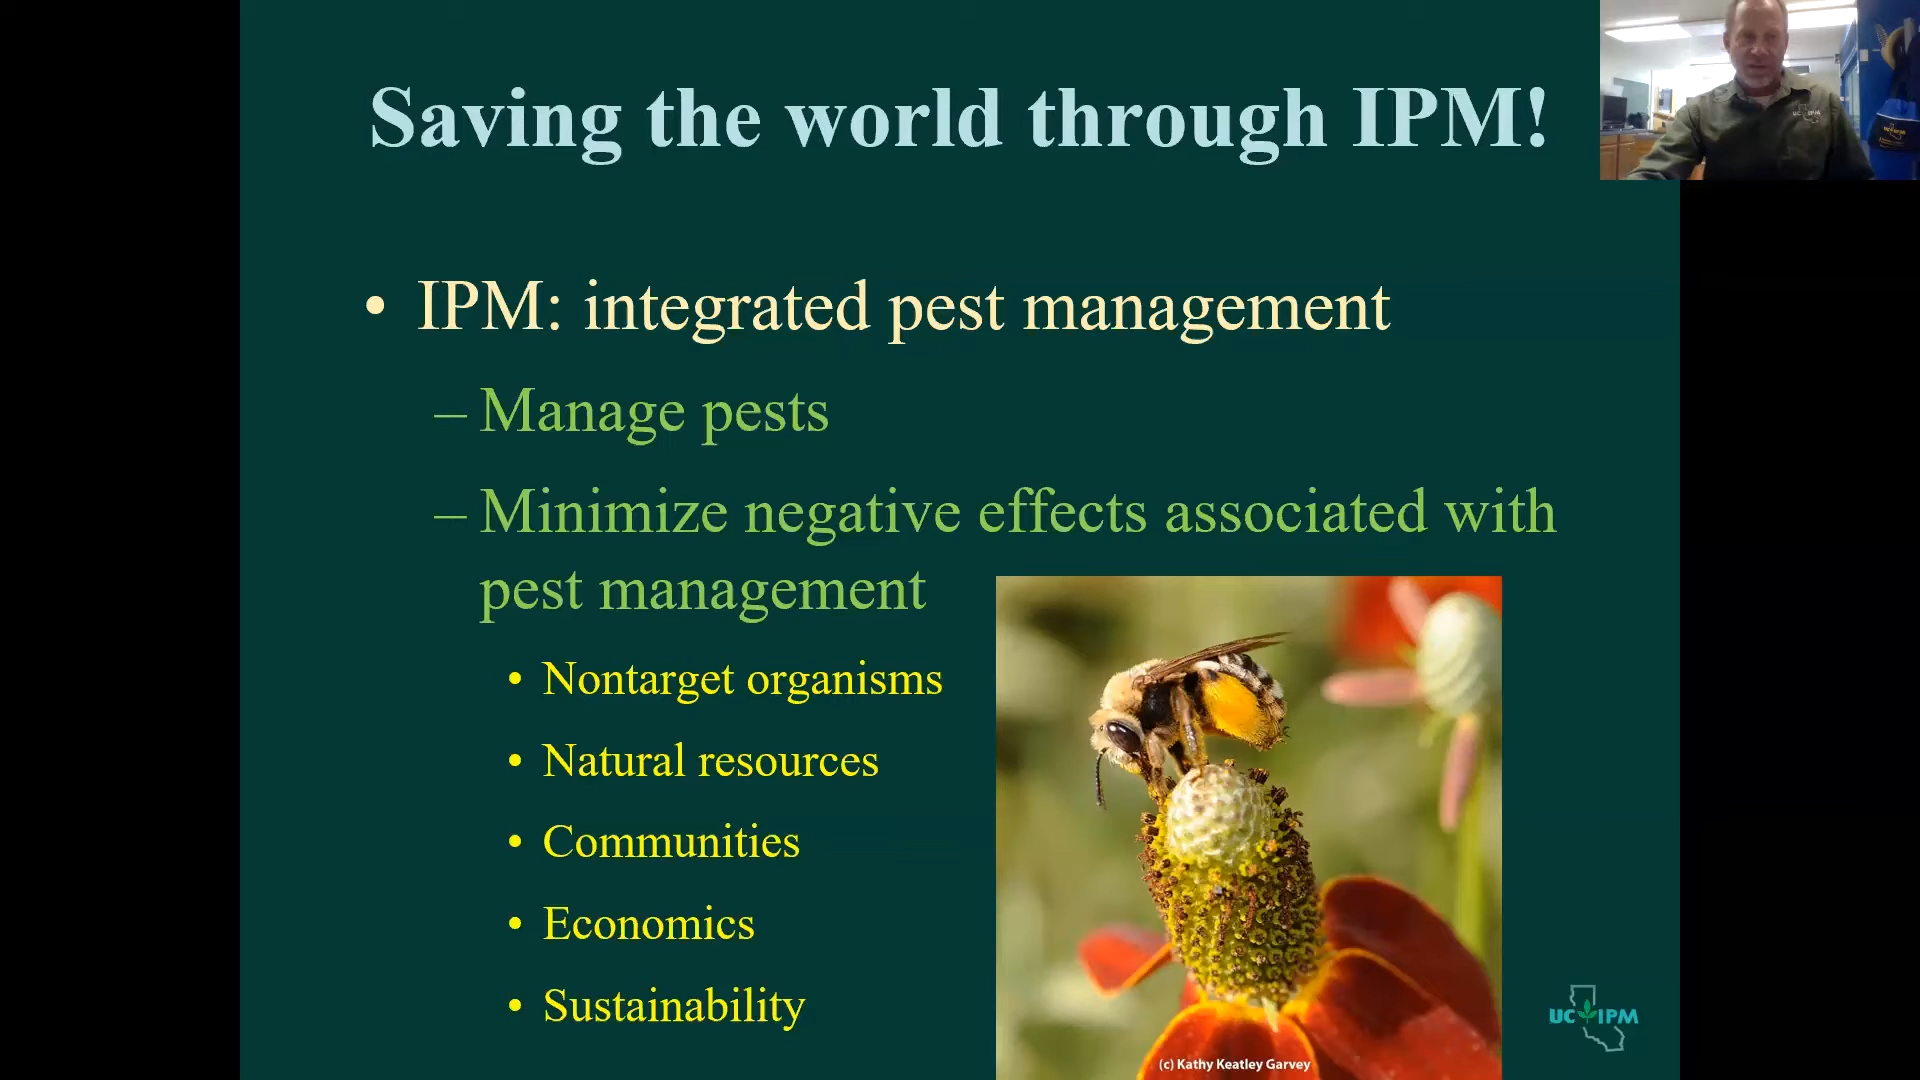 Saving the world through IPM!
• IPM: integrated pest management
– Manage pests
– Minimize negative effects associated with
pest management
• Nontarget organisms
• Natural resources
• Communities
• Economics
• Sustainability
(c) Kathy Keatley Garvey
UC IPM